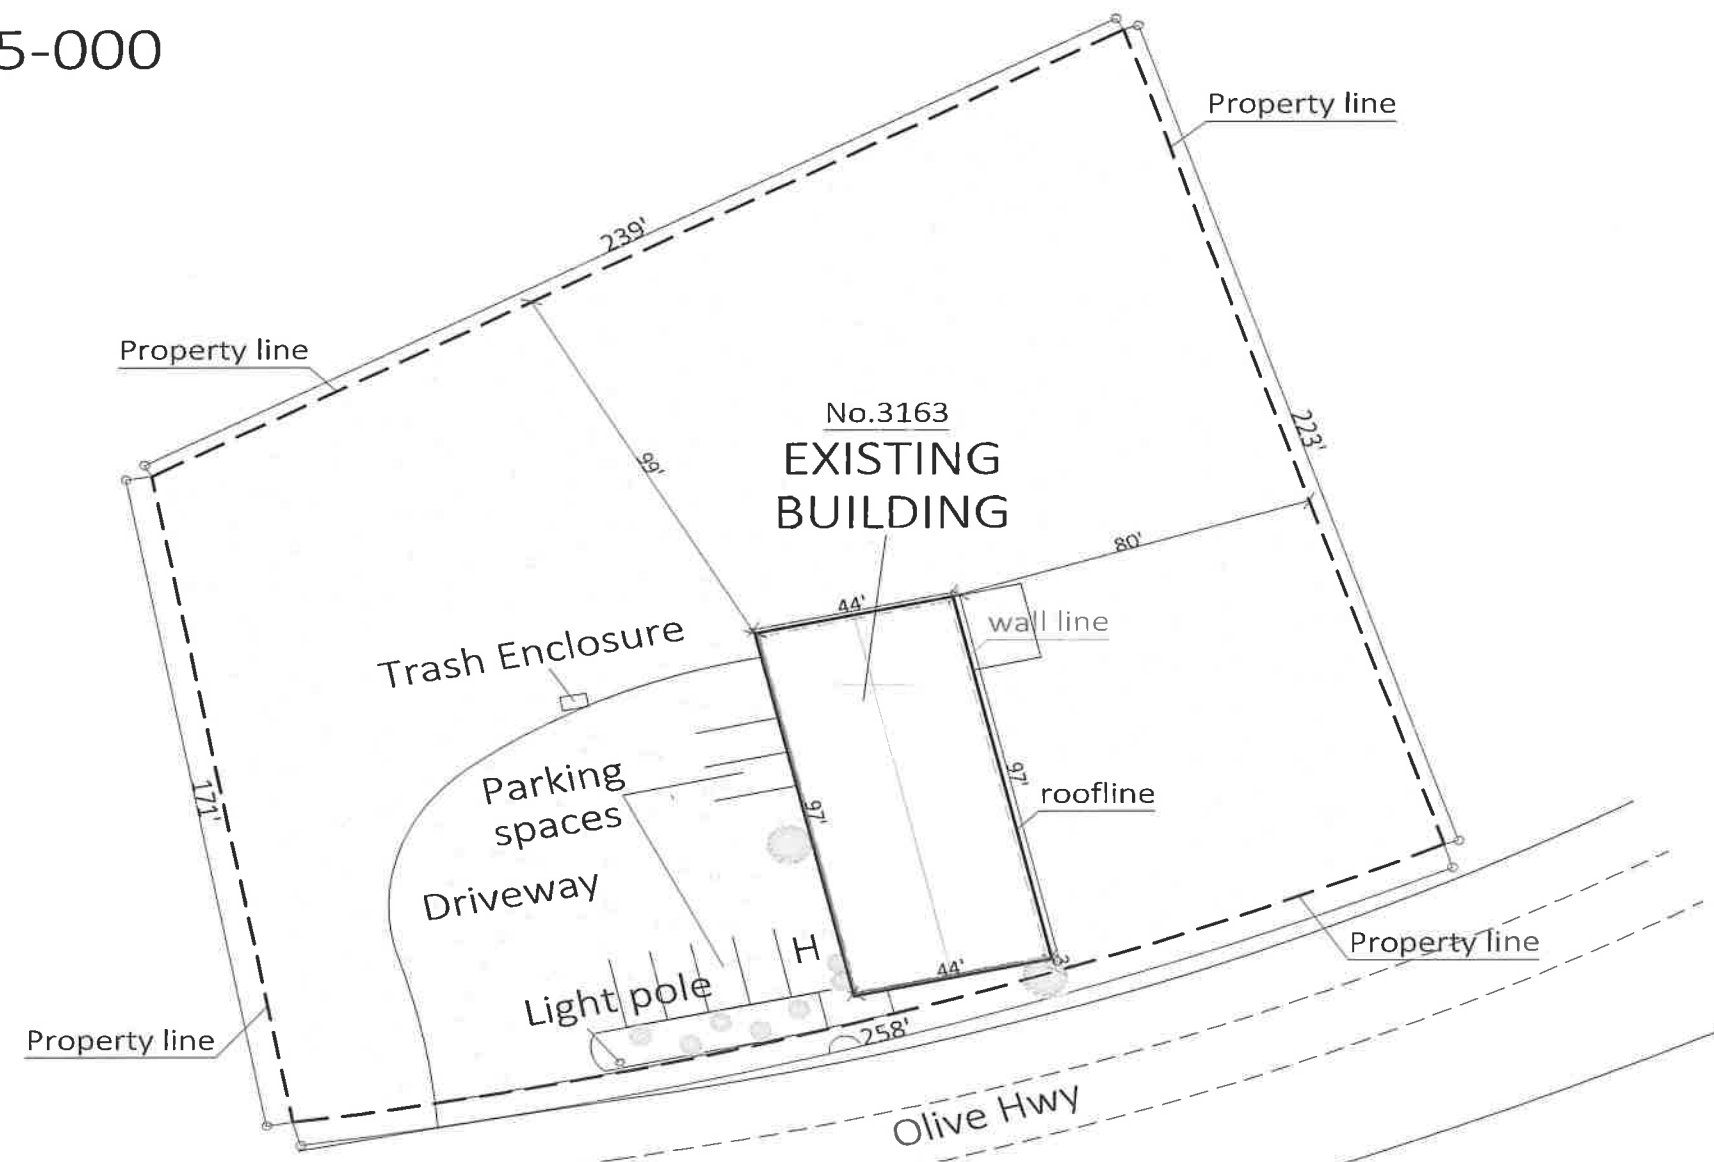 5-000
Property line
239'
Property line
No.3163
EXISTING
BUILDING
223'
99'
80'
44'
wall line
Trash Enclosure
Parking
spaces
97'
97'
roofline
171'
Driveway
H
Property line
44'
Light pole
258'
Property line
Olive Hwy